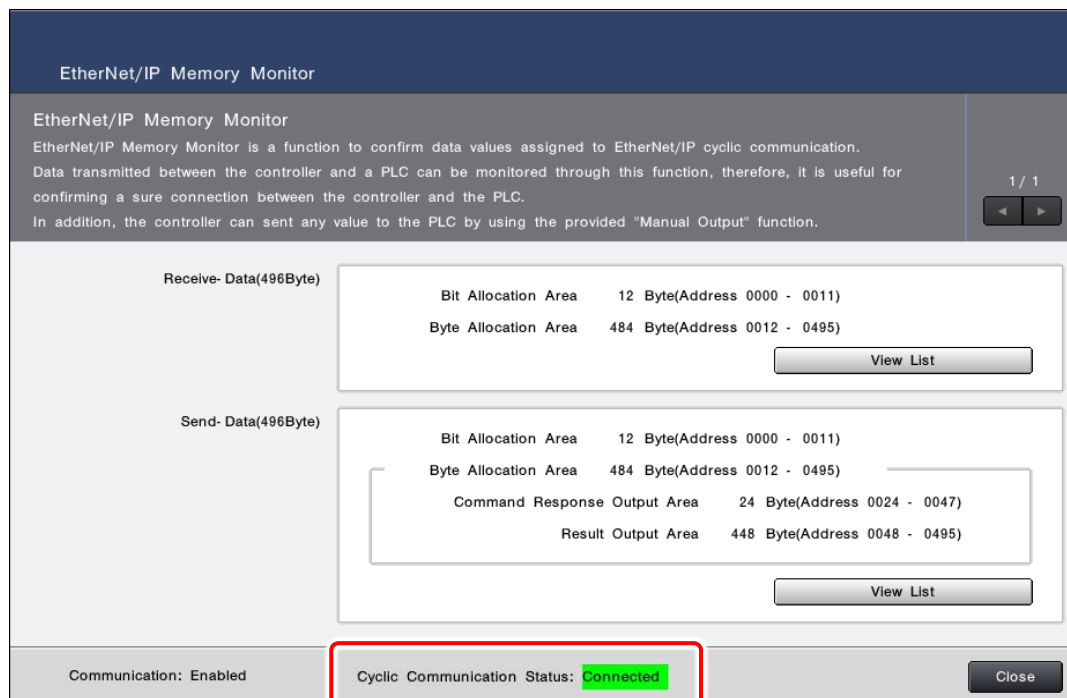 EtherNet/IP Memory Monitor
EtherNet/IP Memory Monitor
EtherNet/IP Memory Monitor is a function to confirm data values assigned to EtherNet/IP cyclic communication.
Data transmitted between the controller and a PLC can be monitored through this function, therefore, it is useful for
confirming a sure connection between the controller and the PLC.
In addition, the controller can sent any value to the PLC by using the provided "Manual Output" function.
1/ 1
Receive- Data(496Byte)
Bit Allocation Area 12 Byte(Address 0000 - 0011)
Byte Allocation Area 484 Byte(Address 0012 - 0495)
View List
Send- Data(496Byte)
Bit Allocation Area 12 Byte(Address 0000 - 0011)
Byte Allocation Area 484 Byte(Address 0012 - 0495)
Command Response Output Area 24 Byte(Address 0024 - 0047)
Result Output Area 448 Byte(Address 0048 - 0495)
View List
Communication: Enabled Cyclic Communication Status: Connected Close